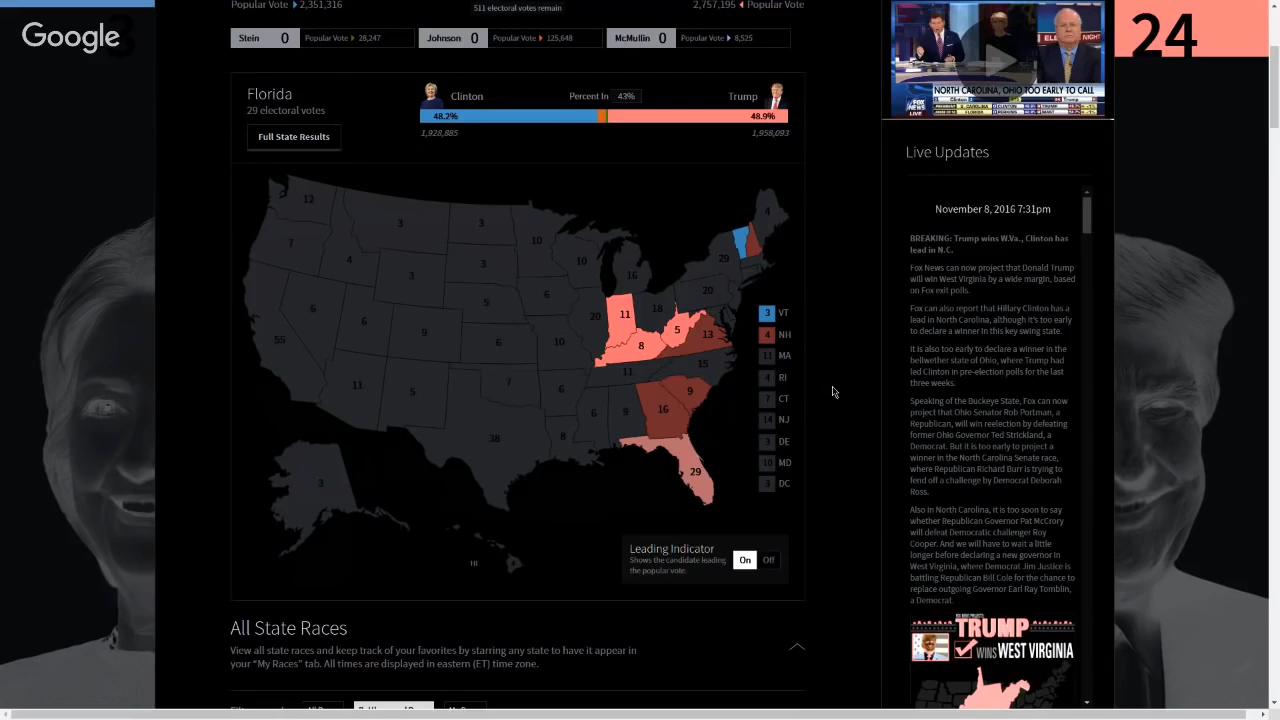 Google
Popular Vote 2,351,316
511 electoral votes remain
2,757,195 Popular Vote
24
Stein 0 Popular Vote 28,247
Johnson 0 Popular Vote 125,648
McMullin 0 Popular Vote 8,525
NORTH CAROLINA, OHIO TOO EARLY TO CALL
Florida
29 electoral votes
Full State Results
Clinton
Percent In 43%
Trump
48.2%
48.9%
1,928,885
1,958,093
Live Updates
November 8, 2016 7:31pm
BREAKING: Trump wins W.Va., Clinton has
lead in N.C.
Fox News can now project that Donald Trump
will win West Virginia by a wide margin, based
on Fox exit polls.
Fox can also report that Hillary Clinton has a
lead in North Carolina, although it's too early
to declare a winner in this key swing state.
It is also too early to declare a winner in the
bellwether state of Ohio, where Trump had
led Clinton in pre-election polls for the last
three weeks.
Speaking of the Buckeye State, Fox can now
project that Ohio Senator Rob Portman, a
Republican, will win reelection by defeating
former Ohio Governor Ted Strickland, a
Democrat. But it is too early to project a
winner in the North Carolina Senate race,
where Republican Richard Burr is trying to
fend off a challenge by Democrat Deborah
Ross.
Also in North Carolina, it is too soon to say
whether Republican Governor Pat McCrory
will defeat Democratic challenger Roy
Cooper. And we will have to wait a little
longer before declaring a new governor in
West Virginia, where Democrat Jim Justice is
battling Republican Bill Cole for the chance to
replace outgoing Governor Earl Ray Tomblin,
a Democrat.
TRUMP
WINS WEST VIRGINIA
12
3
3
4
7
10
4
3
3
10
16
29
20
6
5
6
20
11
18
5
13
55
6
9
6
10
8
15
11
11
5
7
6
9
16
9
38
8
6
29
3
HI
3 VT
4 NH
11 MA
4 RI
7 CT
14 NJ
3 DE
10 MD
3 DC
Leading Indicator
Shows the candidate leading
the popular vote.
On Off
All State Races
View all state races and keep track of your favorites by starring any state to have it appear in
your "My Races" tab. All times are displayed in eastern (ET) time zone.